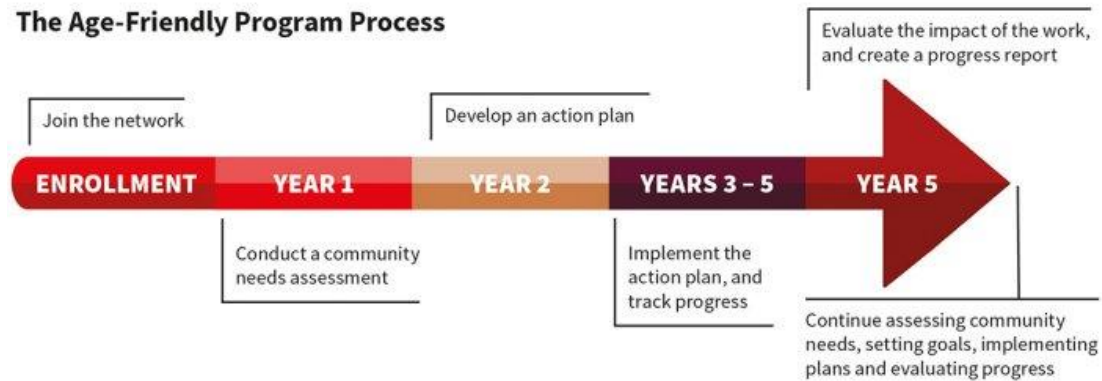 The Age-Friendly Program Process
Join the network
ENROLLMENT
YEAR 1
Conduct a community
needs assessment
Develop an action plan
YEAR 2
YEARS 3 – 5
Implement the
action plan, and
track progress
Evaluate the impact of the work,
and create a progress report
YEAR 5
Continue assessing community
needs, setting goals, implementing
plans and evaluating progress